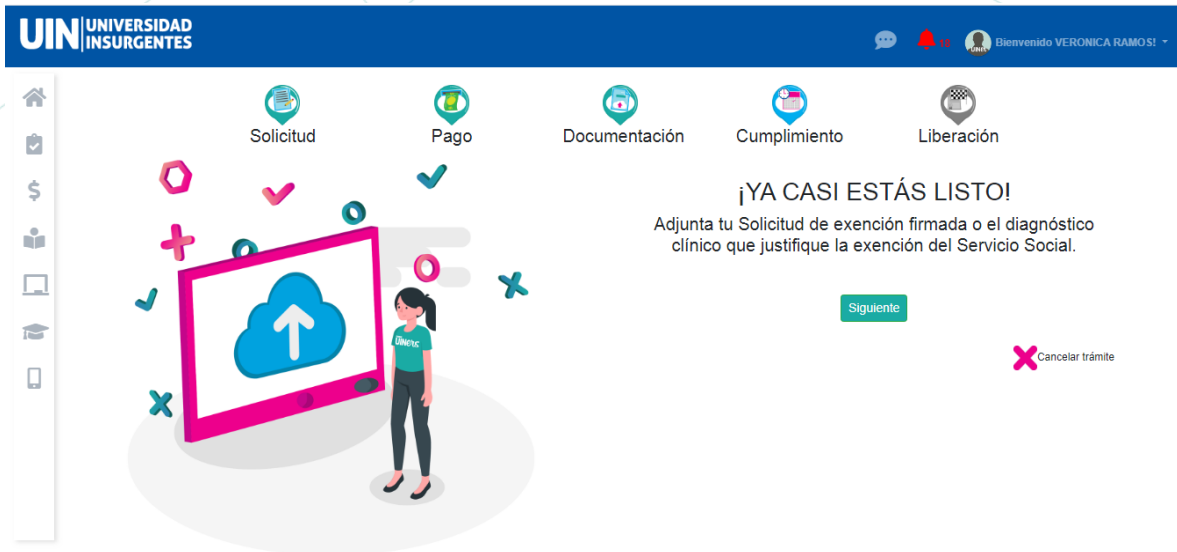 UIN UNIVERSIDAD
INSURGENTES
Bienvenido VERONICA RAMOS!
Solicitud
Pago
Documentación
Cumplimiento
Liberación
¡YA CASI ESTÁS LISTO!
Adjunta tu Solicitud de exención firmada o el diagnóstico
clínico que justifique la exención del Servicio Social.
UINers
Siguiente
Cancelar trámite